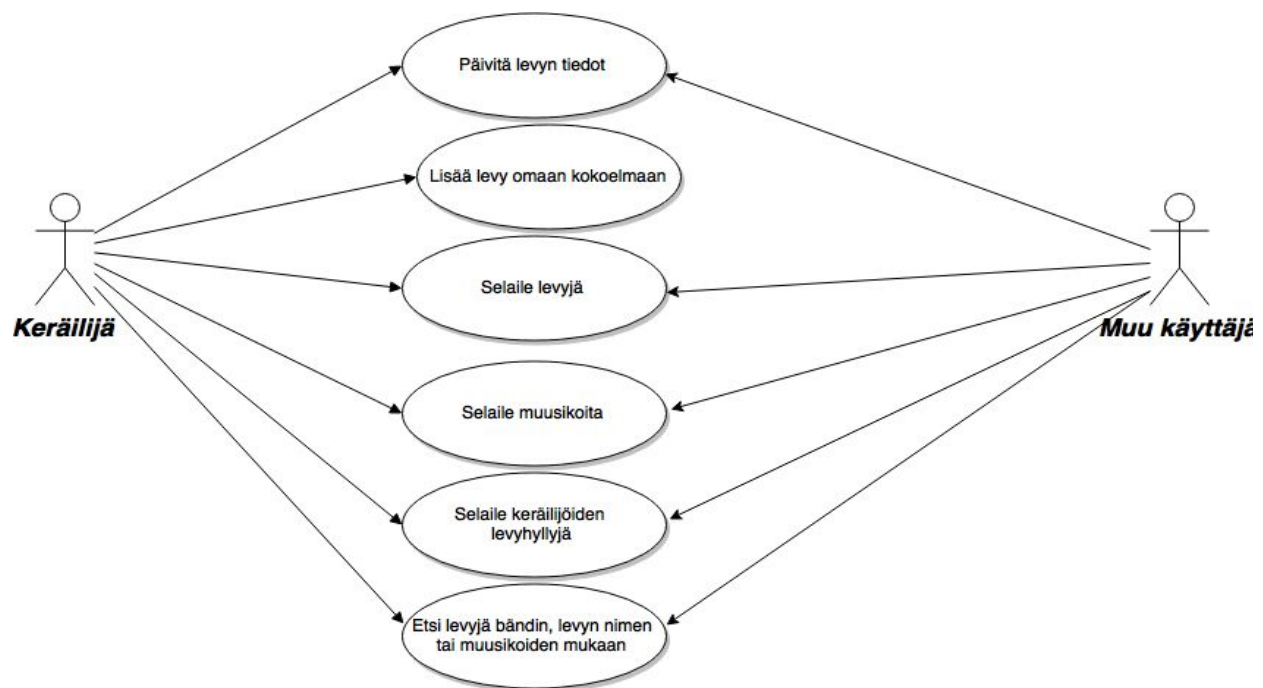 Päivitä levyn tiedot
Lisää levy omaan kokoelmaan
Selaile levyjä
Keräilijä
Muu käyttäjä
Selaile muusikoita
Selaile keräilijöiden
levyhyllyjä
Etsi levyjä bändin, levyn nimen
tai muusikoiden mukaan